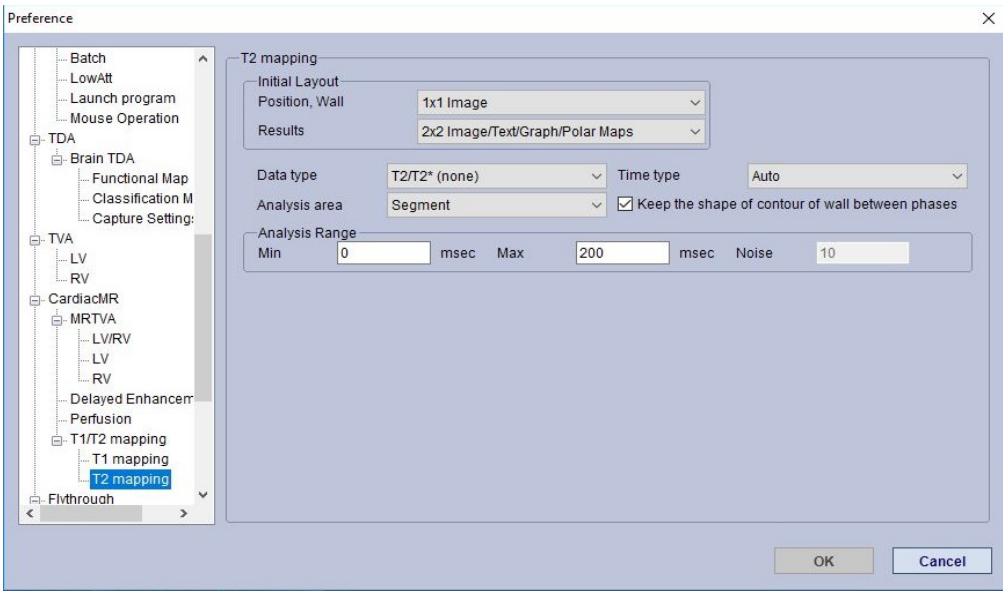 Preference
Batch
LowAtt
Launch program
Mouse Operation
TDA
Brain TDA
Functional Map
Classification M
Capture Setting:
TVA
LV
RV
CardiacMR
MRTVA
LV/RV
LV
RV
Delayed Enhancem
Perfusion
T1/T2 mapping
T1 mapping
T2 mapping
Flythrough
T2 mapping
Initial Layout
Position, Wall 1x1 Image
Results 2x2 Image/Text/Graph/Polar Maps
Data type T2/T2* (none) Time type Auto
Analysis area Segment Keep the shape of contour of wall between phases
Analysis Range
Min 0 msec Max 200 msec Noise 10
OK Cancel